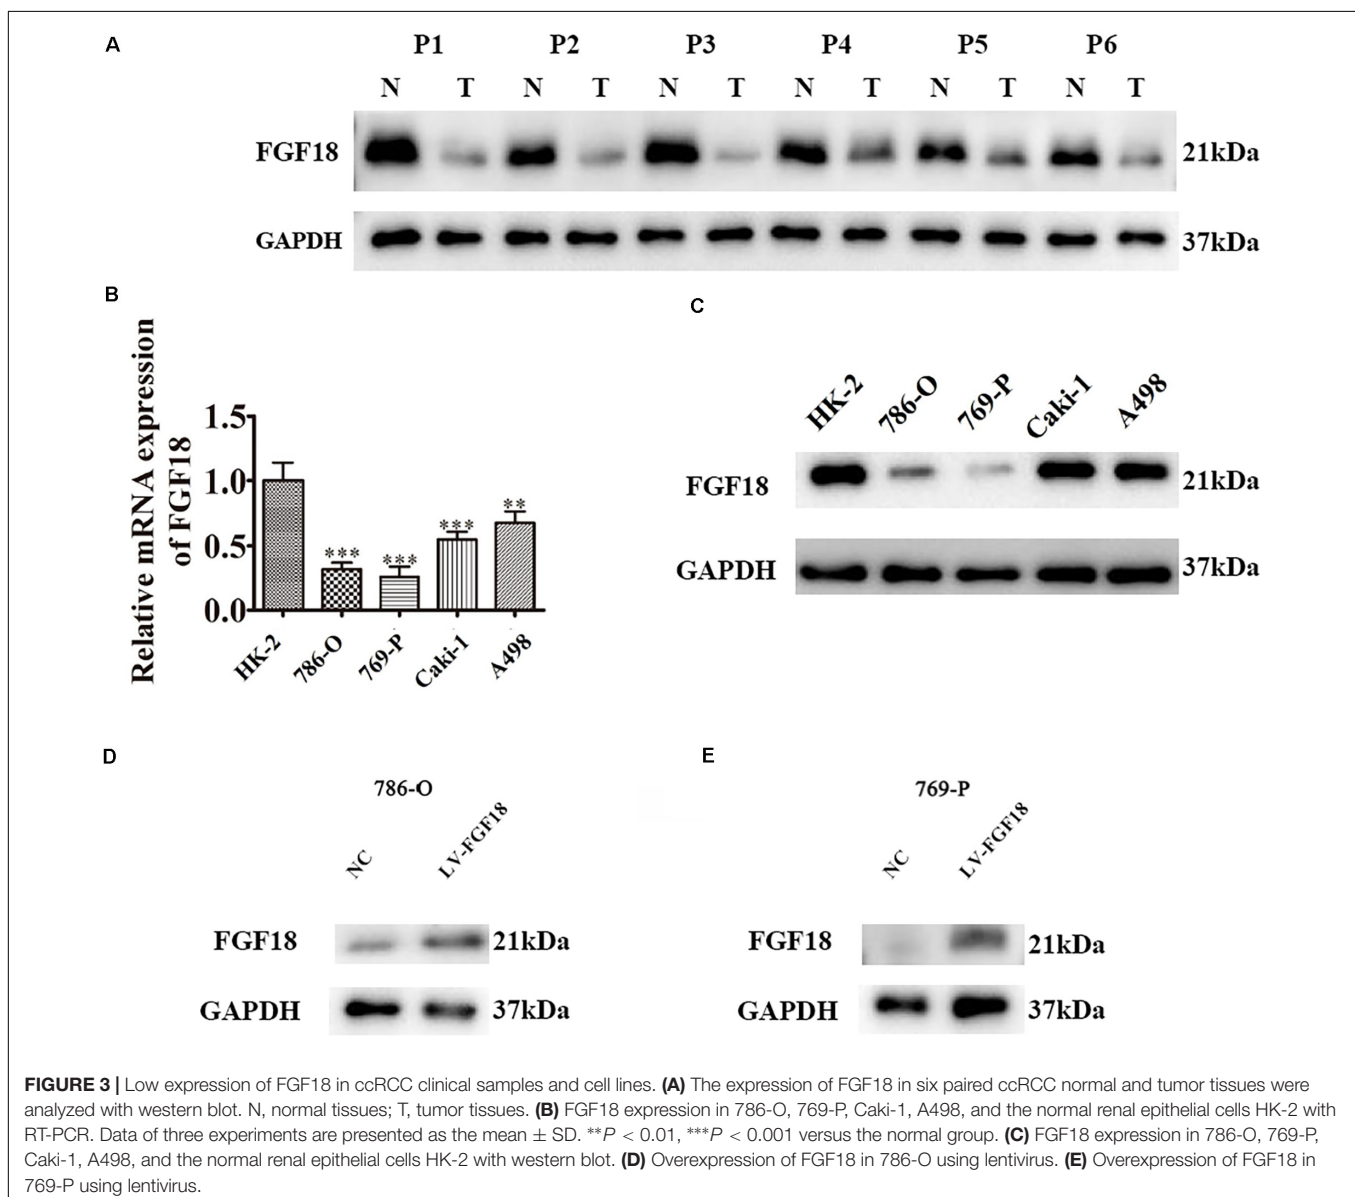 A
P1 P2 P3 P4 P5 P6
N T N T N T N T N T N T
FGF18 21kDa
GAPDH 37kDa
B
Relative mRNA expression
of FGF18
1.5
1.0
0.5
0.0
*** *** *** **
HK-2 786-O 769-P Caki-1 A498
C
HK-2 786-O 769-P Caki-1 A498
FGF18 21kDa
GAPDH 37kDa
D
786-O
NC LV-FGF18
FGF18 21kDa
GAPDH 37kDa
E
769-P
NC LV-FGF18
FGF18 21kDa
GAPDH 37kDa
FIGURE 3 | Low expression of FGF18 in ccRCC clinical samples and cell lines. (A) The expression of FGF18 in six paired ccRCC normal and tumor tissues were
analyzed with western blot. N, normal tissues; T, tumor tissues. (B) FGF18 expression in 786-O, 769-P, Caki-1, A498, and the normal renal epithelial cells HK-2 with
RT-PCR. Data of three experiments are presented as the mean ± SD. **P < 0.01, ***P < 0.001 versus the normal group. (C) FGF18 expression in 786-O, 769-P,
Caki-1, A498, and the normal renal epithelial cells HK-2 with western blot. (D) Overexpression of FGF18 in 786-O using lentivirus. (E) Overexpression of FGF18 in
769-P using lentivirus.